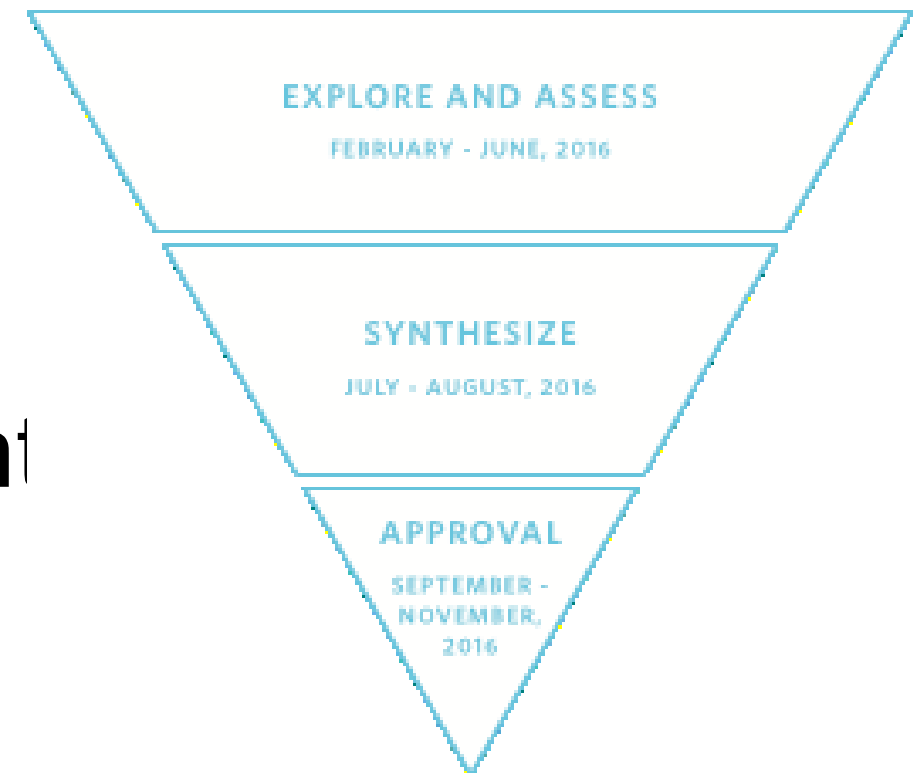 EXPLORE AND ASSESS
FEBRUARY - JUNE, 2016
SYNTHESIZE
JULY - AUGUST, 2016
APPROVAL
SEPTEMBER -
NOVEMBER,
2016